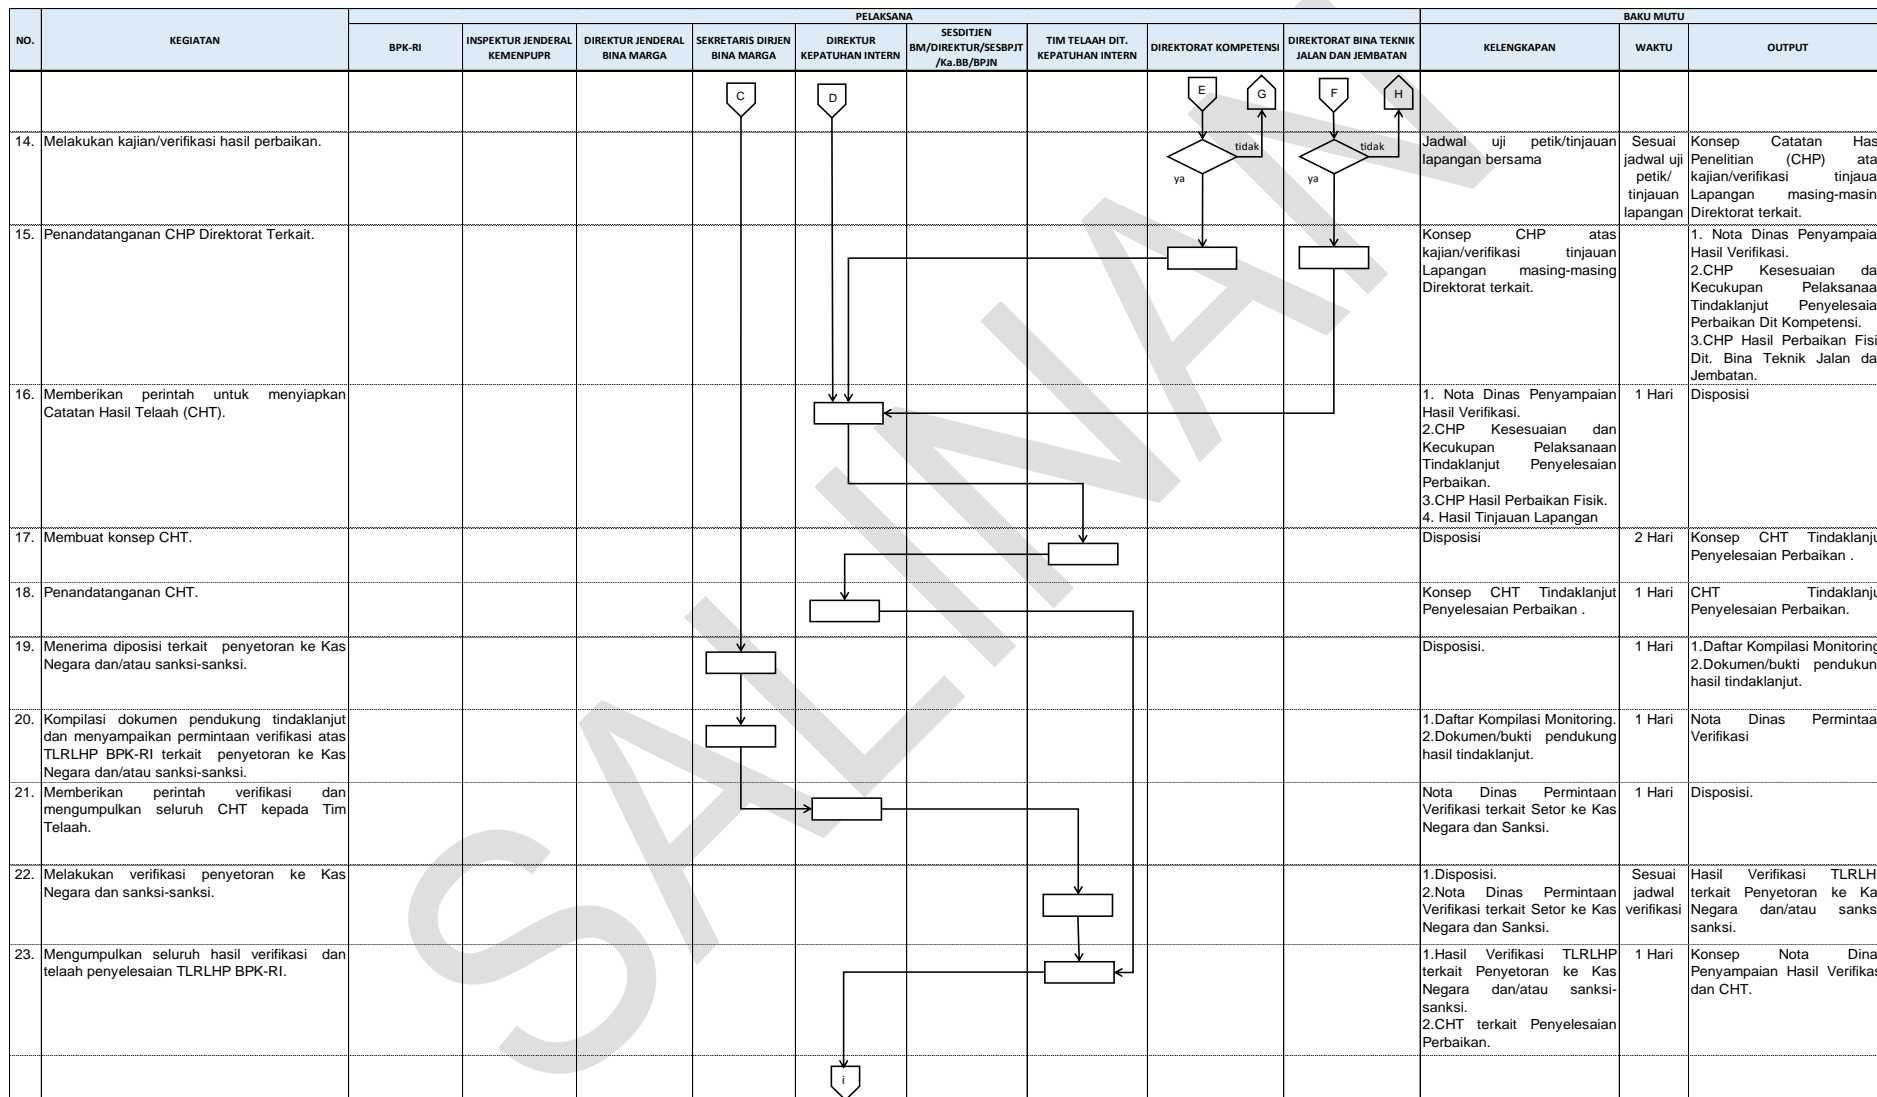 PELAKSANA
BAKU MUTU
NO.
KEGIATAN
BPK-RI
INSPEKTUR JENDERAL
KEMENPUPR
DIREKTUR JENDERAL
BINA MARGA
SEKRETARIS DIRJEN
BINA MARGA
DIREKTUR
KEPATUHAN INTERN
SESDITJEN
BM/DIREKTUR/SESBPJT
/Ka.BB/BPJN
TIM TELAAH DIT.
KEPATUHAN INTERN
DIREKTORAT KOMPETENSI
DIREKTORAT BINA TEKNIK
JALAN DAN JEMBATAN
KELENGKAPAN
WAKTU
OUTPUT
C
D
E
G
F
H
14.
Melakukan kajian/verifikasi hasil perbaikan.
tidak
ya
tidak
ya
Jadwal uji petik/tinjauan
lapangan bersama
Sesuai
jadwal uji
petik/
tinjauan
lapangan
Konsep Catatan Has
Penelitian (CHP) ata
kajian/verifikasi tinjaua
Lapangan masing-masin
Direktorat terkait.
15.
Penandatanganan CHP Direktorat Terkait.
Konsep CHP atas
kajian/verifikasi tinjauan
Lapangan masing-masing
Direktorat terkait.
1. Nota Dinas Penyampaia
Hasil Verifikasi.
2.CHP Kesesuaian da
Kecukupan Pelaksanaa
Tindaklanjut Penyelesaia
Perbaikan Dit Kompetensi.
3.CHP Hasil Perbaikan Fisi
Dit. Bina Teknik Jalan da
Jembatan.
16.
Memberikan perintah untuk menyiapkan
Catatan Hasil Telaah (CHT).
1. Nota Dinas Penyampaian
Hasil Verifikasi.
2.CHP Kesesuaian dan
Kecukupan Pelaksanaan
Tindaklanjut Penyelesaian
Perbaikan.
3.CHP Hasil Perbaikan Fisik.
4. Hasil Tinjauan Lapangan
1 Hari
Disposisi
17.
Membuat konsep CHT.
Disposisi
2 Hari
Konsep CHT Tindaklanju
Penyelesaian Perbaikan .
18.
Penandatanganan CHT.
Konsep CHT Tindaklanjut
Penyelesaian Perbaikan .
1 Hari
CHT Tindaklanju
Penyelesaian Perbaikan.
19.
Menerima diposisi terkait penyetoran ke Kas
Negara dan/atau sanksi-sanksi.
Disposisi.
1 Hari
1.Daftar Kompilasi Monitoring
2.Dokumen/bukti pendukun
hasil tindaklanjut.
20.
Kompilasi dokumen pendukung tindaklanjut
dan menyampaikan permintaan verifikasi atas
TLRLHP BPK-RI terkait penyetoran ke Kas
Negara dan/atau sanksi-sanksi.
1.Daftar Kompilasi Monitoring.
2.Dokumen/bukti pendukung
hasil tindaklanjut.
1 Hari
Nota Dinas Permintaa
Verifikasi
21.
Memberikan perintah verifikasi dan
mengumpulkan seluruh CHT kepada Tim
Telaah.
Nota Dinas Permintaan
Verifikasi terkait Setor ke Kas
Negara dan Sanksi.
1 Hari
Disposisi.
22.
Melakukan verifikasi penyetoran ke Kas
Negara dan sanksi-sanksi.
1.Disposisi.
2.Nota Dinas Permintaan
Verifikasi terkait Setor ke Kas
Negara dan Sanksi.
Sesuai
jadwal
verifikasi
Hasil Verifikasi TLRLH
terkait Penyetoran ke Ka
Negara dan/atau sanks
sanksi.
23.
Mengumpulkan seluruh hasil verifikasi dan
telaah penyelesaian TLRLHP BPK-RI.
1.Hasil Verifikasi TLRLHP
terkait Penyetoran ke Kas
Negara dan/atau sanksi-
sanksi.
2.CHT terkait Penyelesaian
Perbaikan.
1 Hari
Konsep Nota Dina
Penyampaian Hasil Verifikas
dan CHT.
i
SALINAN